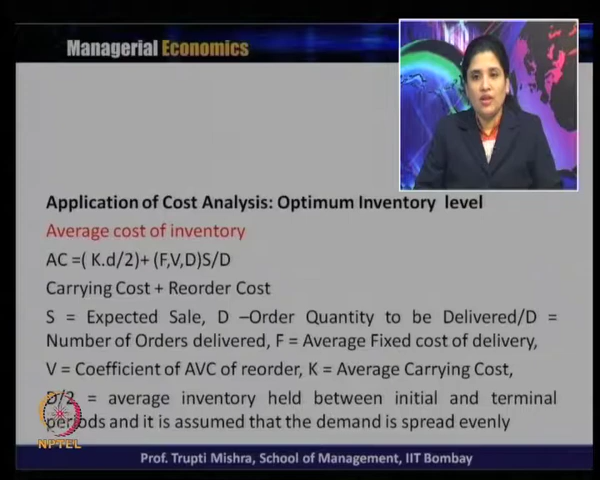 Managerial Economics
Application of Cost Analysis: Optimum Inventory level
Average cost of inventory
AC =( K.d/2)+ (F,V,D)S/D
Carrying Cost + Reorder Cost
S = Expected Sale, D –Order Quantity to be Delivered/D =
Number of Orders delivered, F = Average Fixed cost of delivery,
V = Coefficient of AVC of reorder, K = Average Carrying Cost,
D/2 = average inventory held between initial and terminal
periods and it is assumed that the demand is spread evenly
NPTEL
Prof. Trupti Mishra, School of Management, IIT Bombay